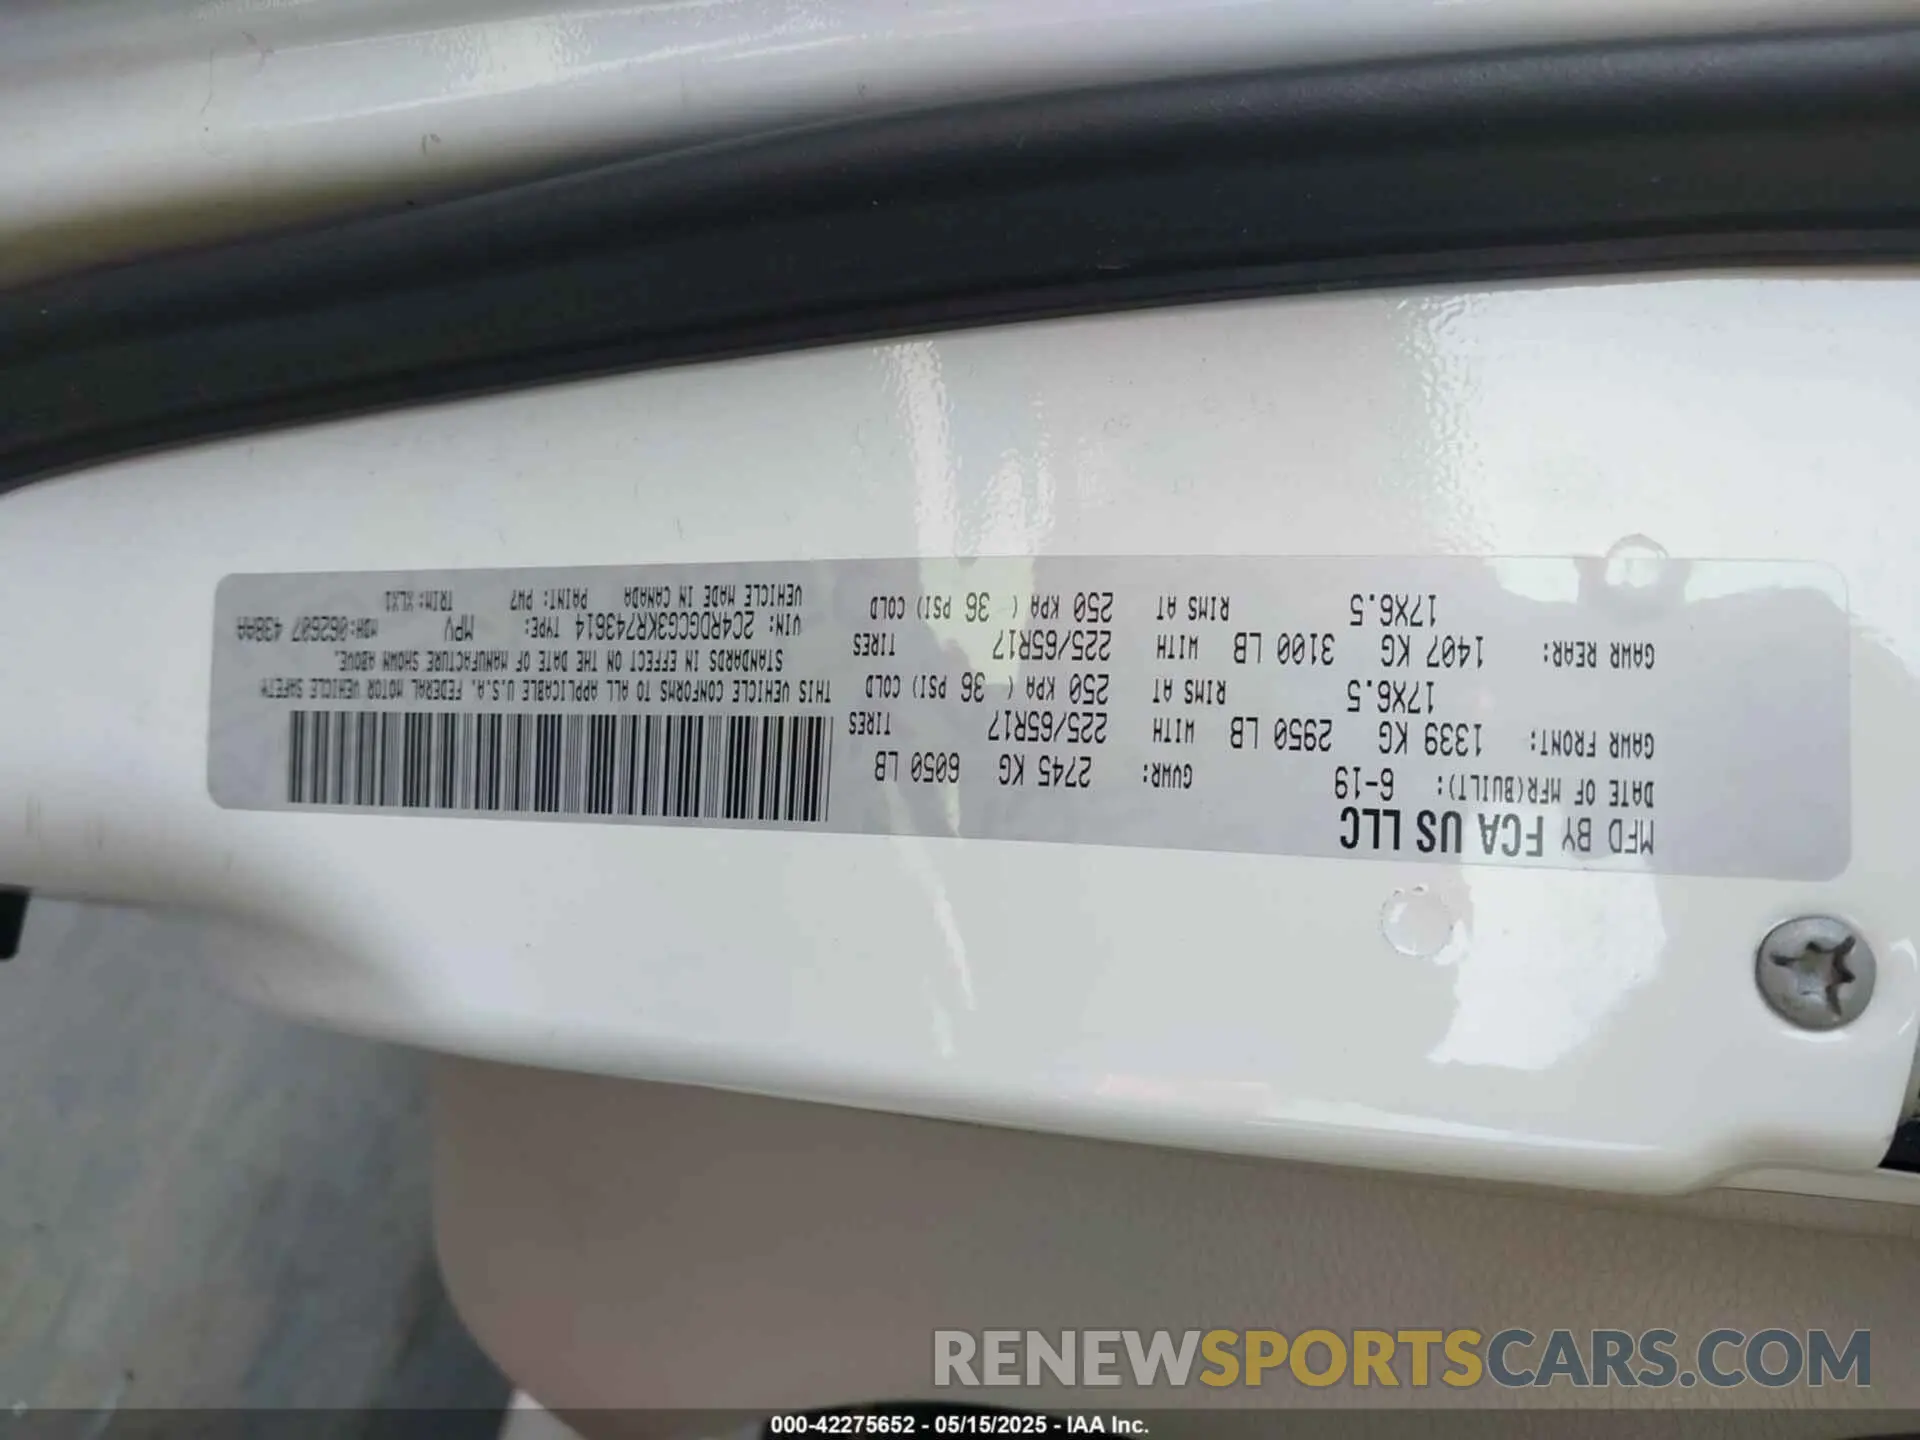 MFD BY FCA US LLC
DATE OF MFR(BUILT): 6-19 GVWR: 2745 KG 6050 LB
GAWR FRONT: 1339 KG 2950 LB WITH 225/65R17 TIRES
17X6.5 RIMS AT 250 KPA ( 36 PSI) COLD
GAWR REAR: 1407 KG 3100 LB WITH 225/65R17 TIRES
17X6.5 RIMS AT 250 KPA ( 36 PSI) COLD
THIS VEHICLE CONFORMS TO ALL APPLICABLE U.S.A. FEDERAL MOTOR VEHICLE SAFETY
STANDARDS IN EFFECT ON THE DATE OF MANUFACTURE SHOWN ABOVE.
VIN: 2C4RDGCG3KR743614 TYPE: MPV MDH:062607 438AA
VEHICLE MADE IN CANADA PAINT: PW7 TRIM:XLX1
RENEWSPORTSCARS.COM
000-42275652 - 05/15/2025 - IAA Inc.